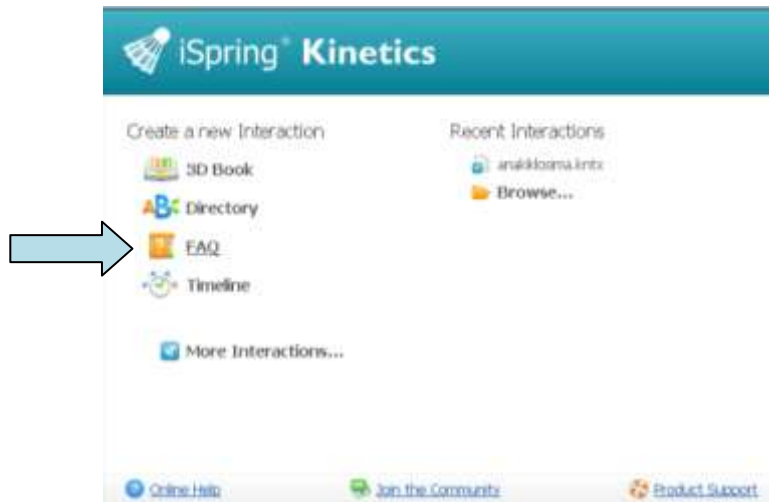 iSpring Kinetics
Create a new Interaction
3D Book
Directory
FAQ
Timeline
More Interactions...
Recent Interactions
Browse...
Online Help
Join the Community
Product Support